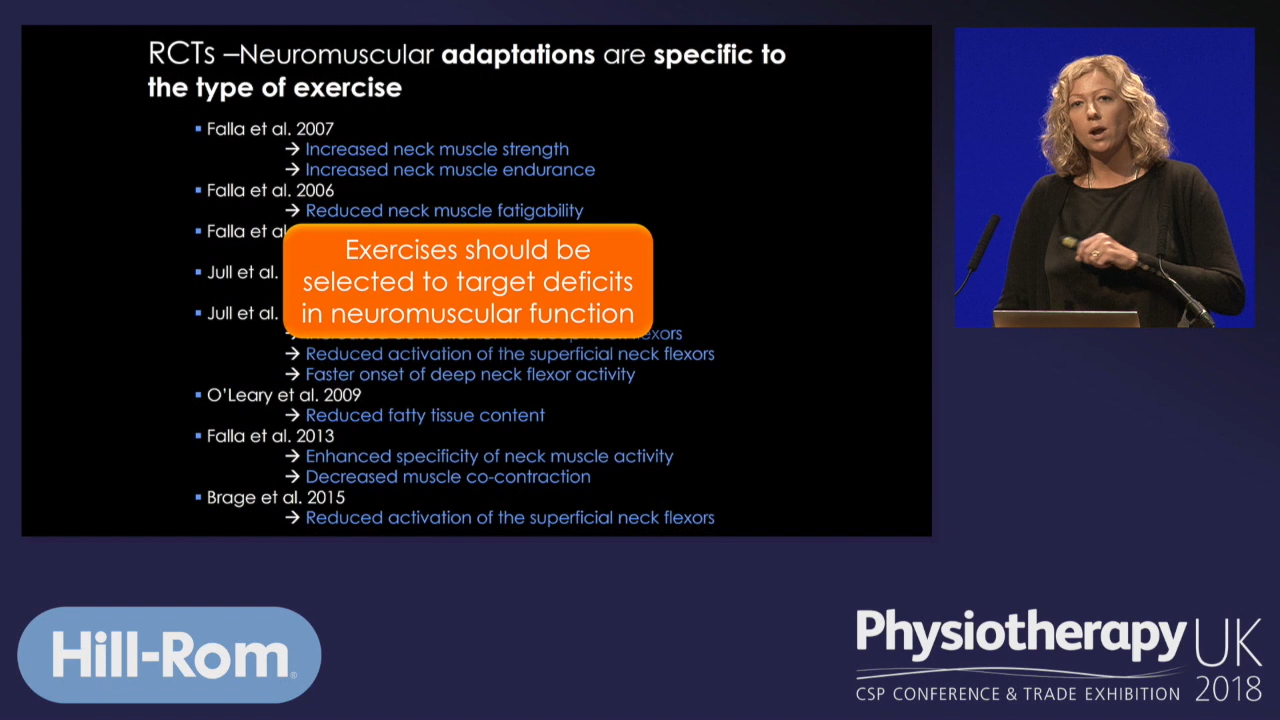 RCTs –Neuromuscular adaptations are specific to
the type of exercise
▪ Falla et al. 2007
→ Increased neck muscle strength
→ Increased neck muscle endurance
▪ Falla et al. 2006
→ Reduced neck muscle fatigability
▪ Falla et al
Exercises should be
selected to target deficits
in neuromuscular function
▪ Jull et al.
▪ Jull et al.
→ Reduced activation of the superficial neck flexors
→ Faster onset of deep neck flexor activity
▪ O'Leary et al. 2009
→ Reduced fatty tissue content
▪ Falla et al. 2013
→ Enhanced specificity of neck muscle activity
→ Decreased muscle co-contraction
▪ Brage et al. 2015
→ Reduced activation of the superficial neck flexors
Hill-Rom®
Physiotherapy UK
CSP CONFERENCE & TRADE EXHIBITION 2018